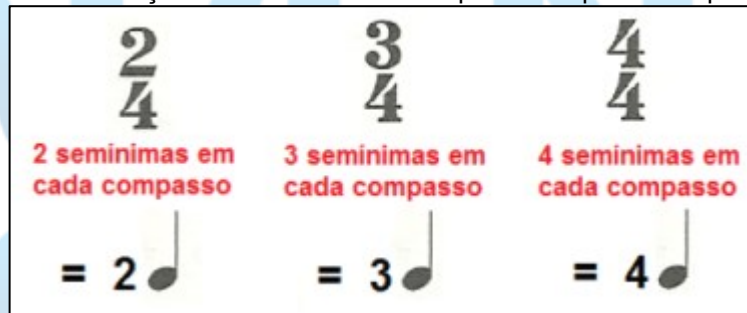 2 4
3 4
4 4
2 seminimas em
cada compasso
3 seminimas em
cada compasso
4 seminimas em
cada compasso
= 2
= 3
= 4